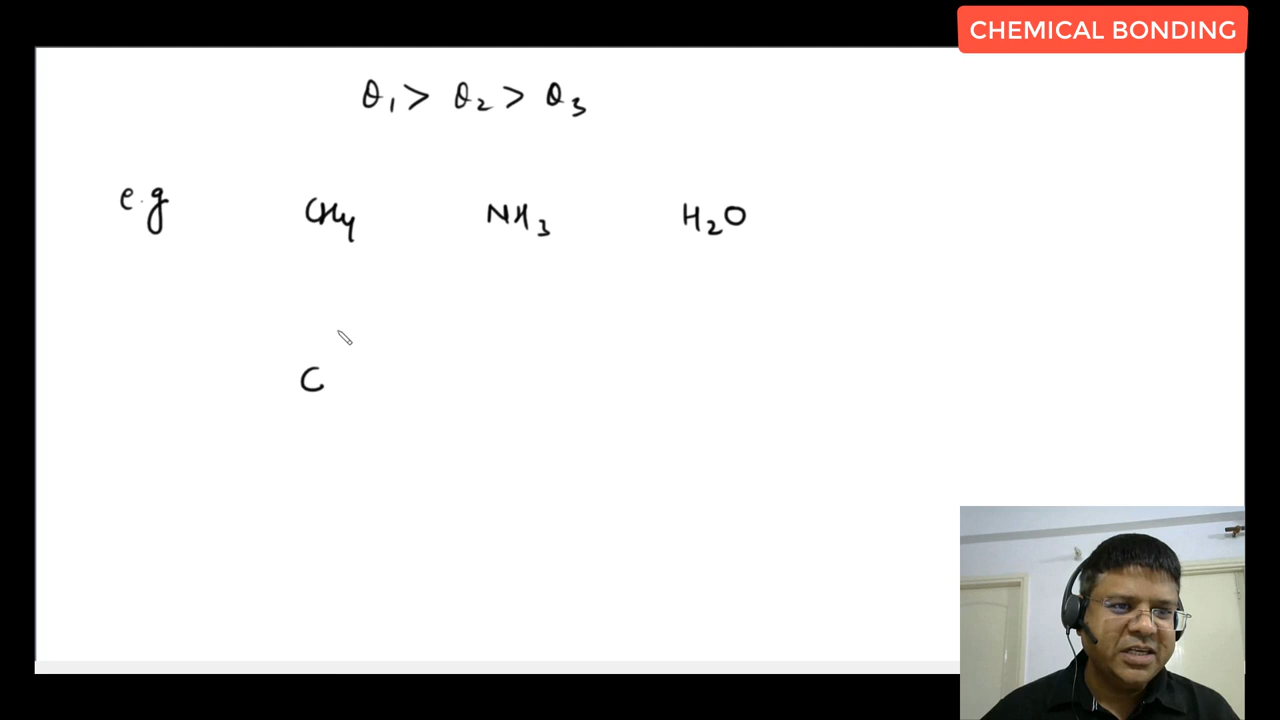 CHEMICAL BONDING
θ₁ > θ₂ > θ₃
e.g CH₄ NH₃ H₂O
C